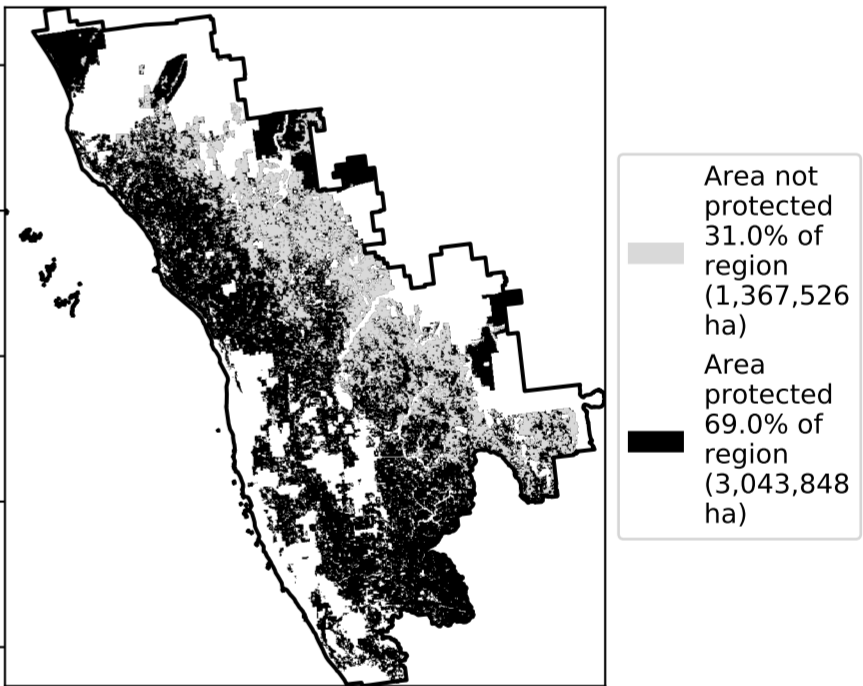 Area not
protected
31.0% of
region
(1,367,526
ha)
Area
protected
69.0% of
region
(3,043,848
ha)